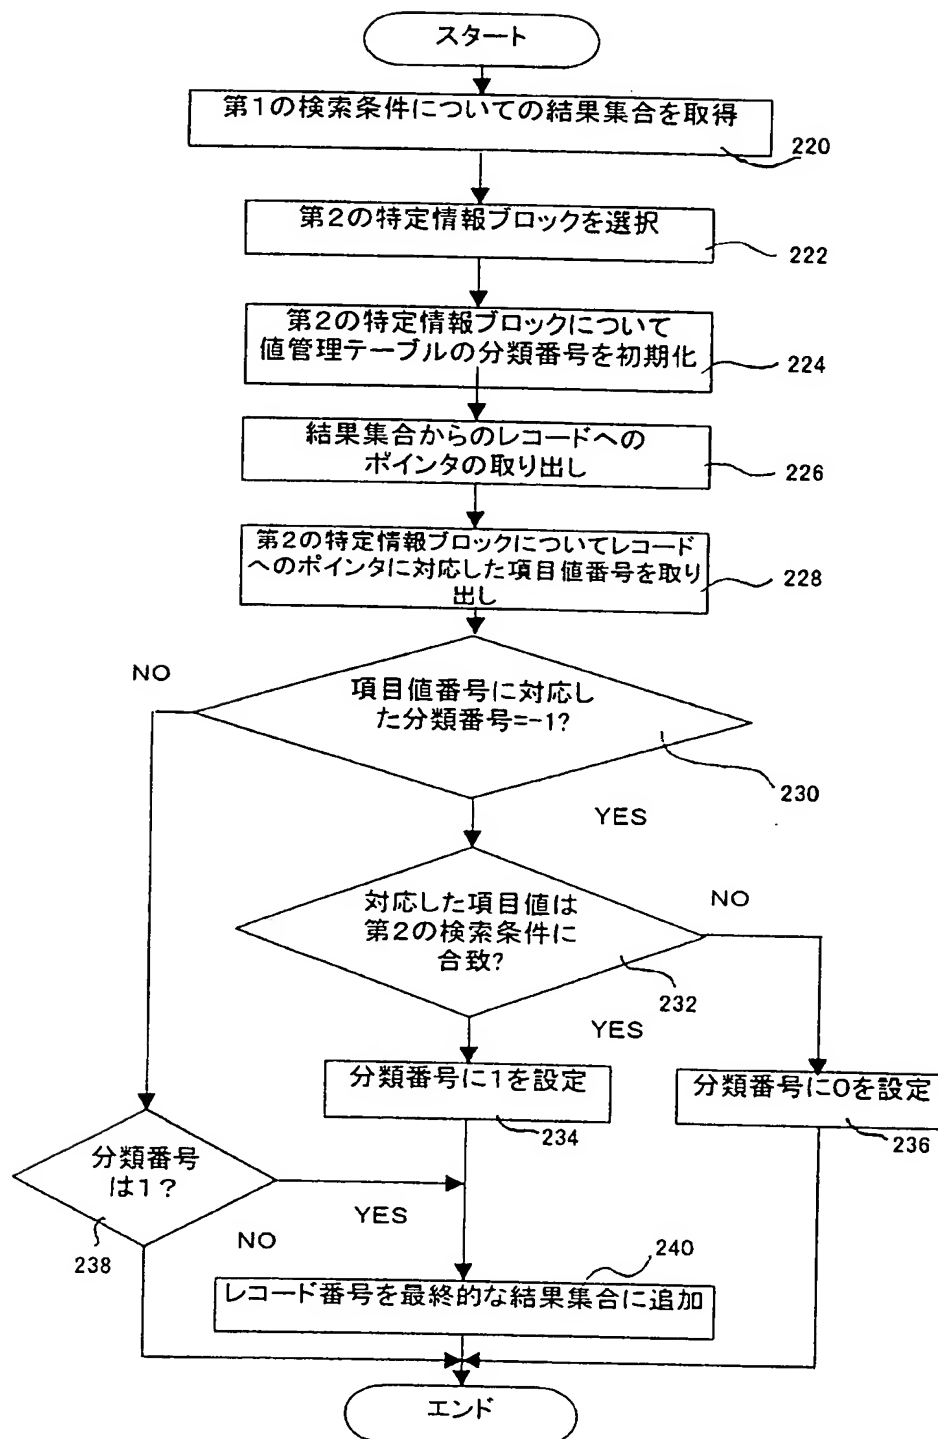 スタート
第1の検索条件についての結果集合を取得
220
第2の特定情報ブロックを選択
222
第2の特定情報ブロックについて
値管理テーブルの分類番号を初期化
224
結果集合からのレコードへの
ポインタの取り出し
226
第2の特定情報ブロックについてレコード
へのポインタに対応した項目値番号を取り
出し
228
NO
項目値番号に対応し
た分類番号=-1?
230
YES
対応した項目値は
第2の検索条件に
合致?
NO
232
YES
分類番号に1を設定
234
分類番号に0を設定
236
分類番号
は1?
238
YES
NO
240
レコード番号を最終的な結果集合に追加
エンド